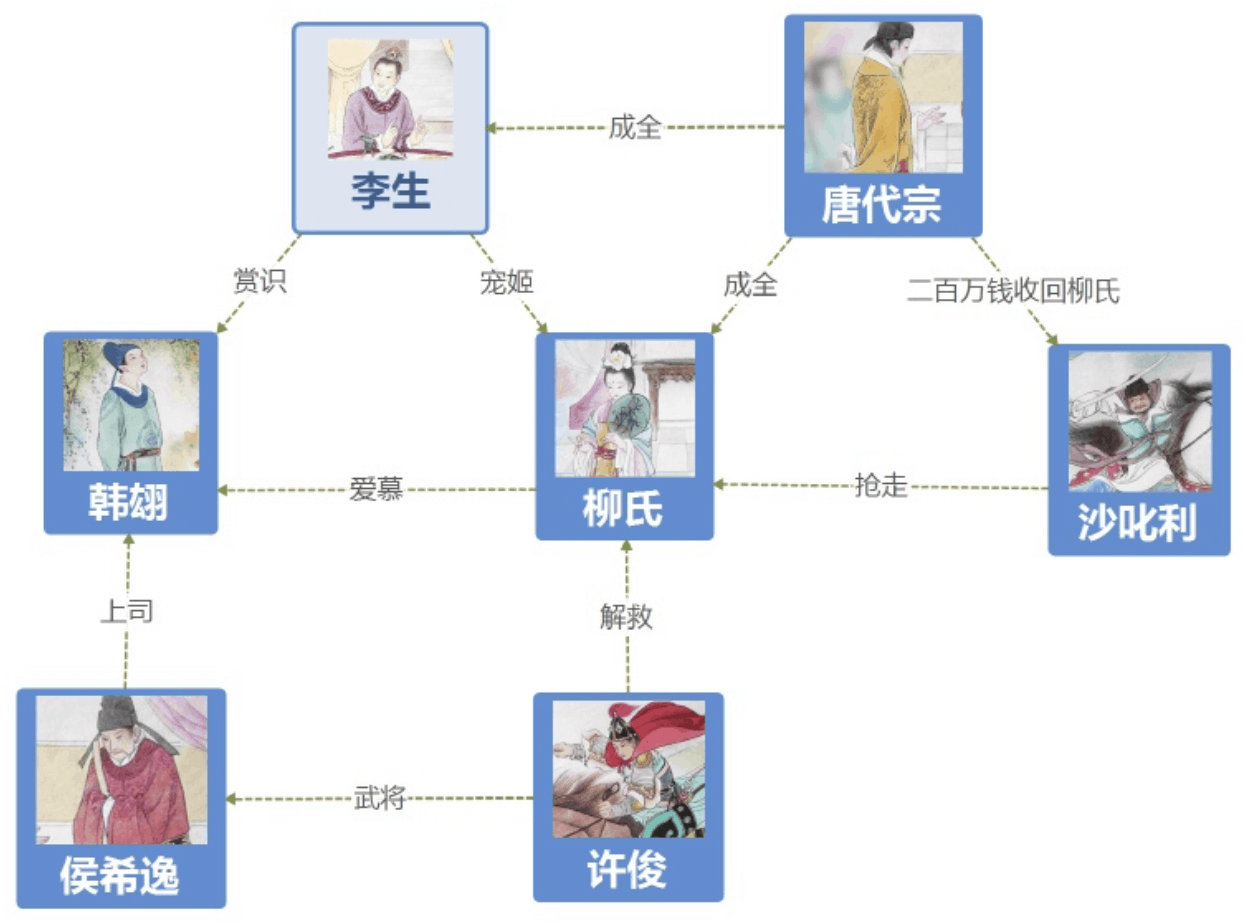 李生
唐代宗
成全
赏识
宠姬
成全
二百万钱收回柳氏
韩翃
柳氏
沙叱利
爱慕
抢走
上司
解救
侯希逸
许俊
武将